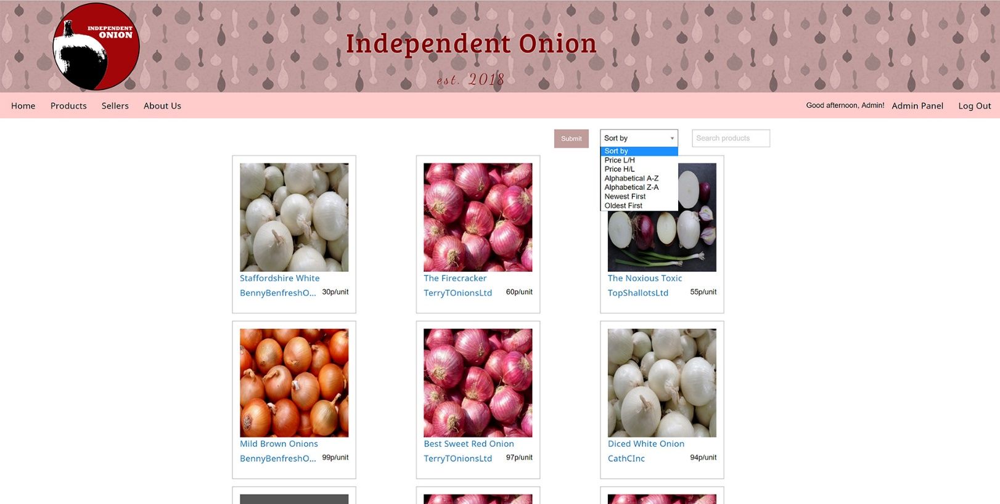 INDEPENDENT
ONION
Independent Onion
est. 2018
Home Products Sellers About Us
Good afternoon, Admin! Admin Panel Log Out
Submit
Sort by
Search products
Sort by
Price L/H
Price H/L
Alphabetical A-Z
Alphabetical Z-A
Newest First
Oldest First
Staffordshire White
BennyBenfreshO... 30p/unit
The Firecracker
TerryTOnionsLtd 60p/unit
The Noxious Toxic
TopShallotsLtd 55p/unit
Mild Brown Onions
BennyBenfreshO... 99p/unit
Best Sweet Red Onion
TerryTOnionsLtd 97p/unit
Diced White Onion
CathCInc 94p/unit